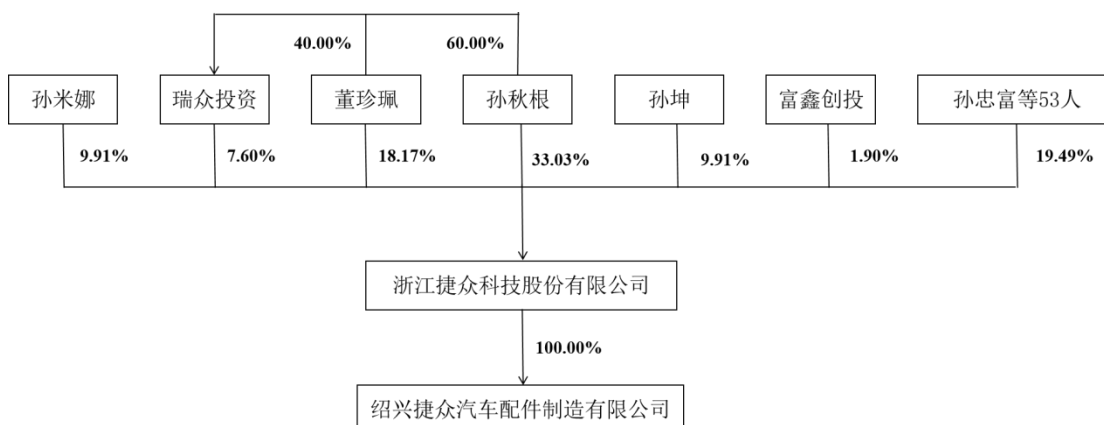 40.00%
60.00%
孙米娜
瑞众投资
董珍珮
孙秋根
孙坤
富鑫创投
孙忠富等53人
9.91%
7.60%
18.17%
33.03%
9.91%
1.90%
19.49%
浙江捷众科技股份有限公司
100.00%
绍兴捷众汽车配件制造有限公司